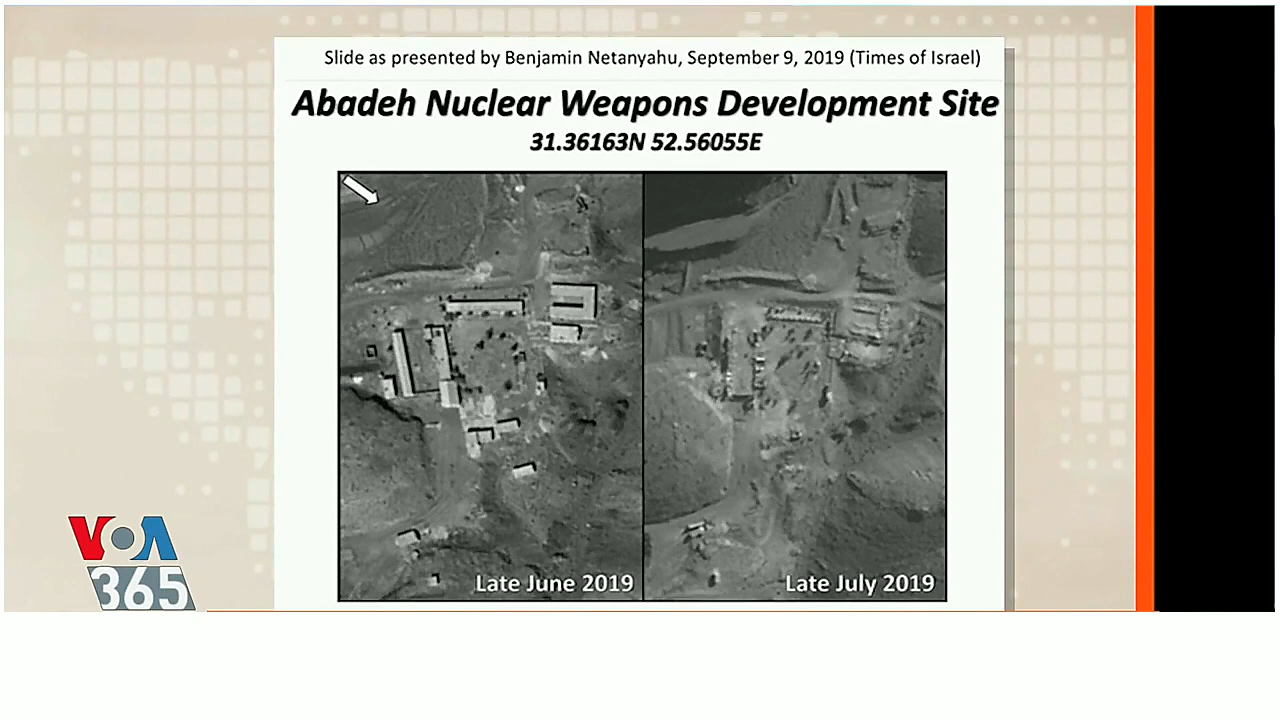 Slide as presented by Benjamin Netanyahu, September 9, 2019 (Times of Israel)
Abadeh Nuclear Weapons Development Site
31.36163N 52.56055E
Late June 2019
Late July 2019
VOA
365